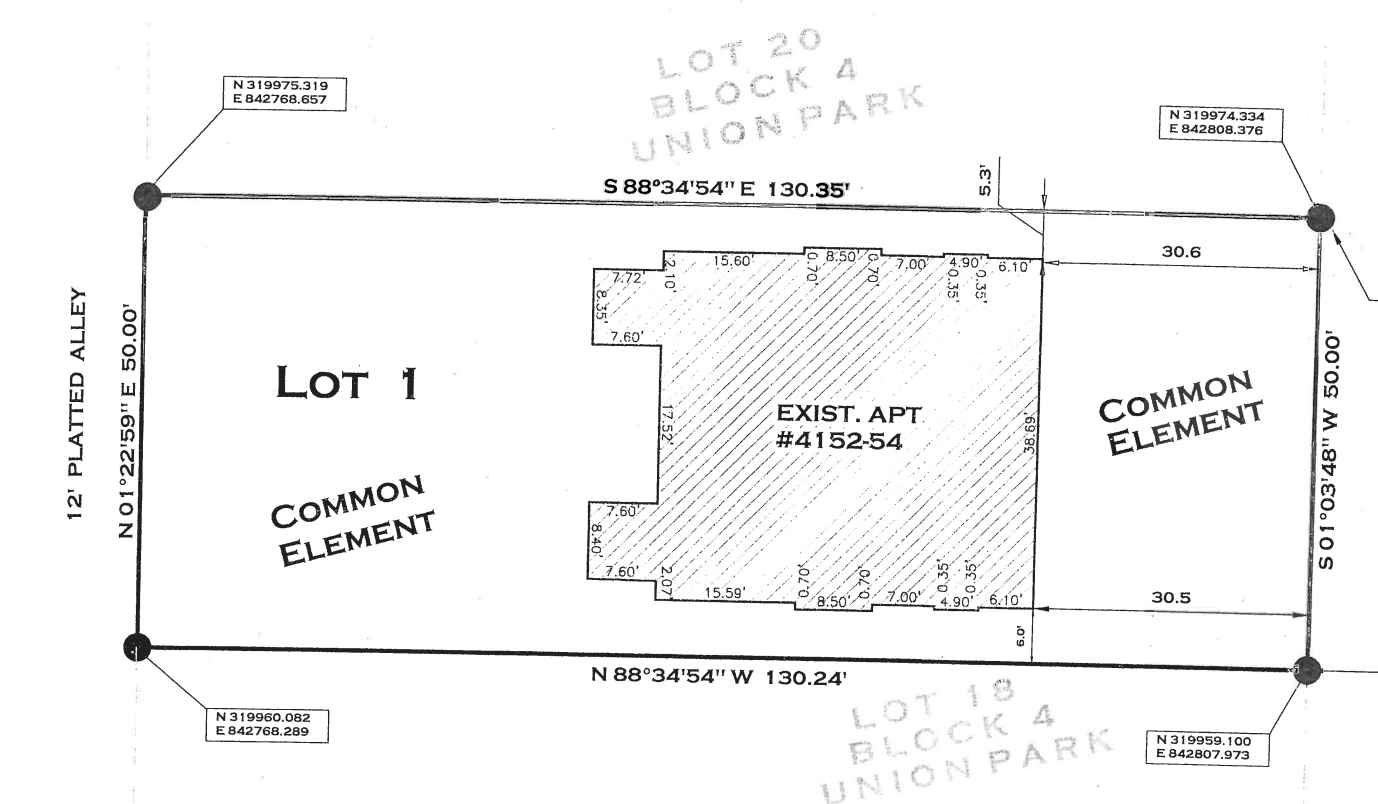 LOT 20
BLOCK 4
UNION PARK
N 319975.319
E 842768.657
N 319974.334
E 842808.376
S 88°34'54" E 130.35'
5.3'
30.6
15.60'
0.70'
8.50'
0.70'
7.00'
4.90'
0.35'
0.35'
6.10'
7.72'
2.10'
8.35'
7.60'
12' PLATTED ALLEY
N 01°22'59" E 50.00'
LOT 1
17.52'
EXIST. APT
#4152-54
38.69'
COMMON
ELEMENT
S 01°03'48" W 50.00'
COMMON
ELEMENT
7.60'
8.40'
7.60'
2.07'
15.59'
0.70'
8.50'
0.70'
7.00'
0.35'
4.90'
0.35'
6.10'
30.5
6.0'
N 88°34'54" W 130.24'
LOT 18
BLOCK 4
UNION PARK
N 319960.082
E 842768.289
N 319959.100
E 842807.973